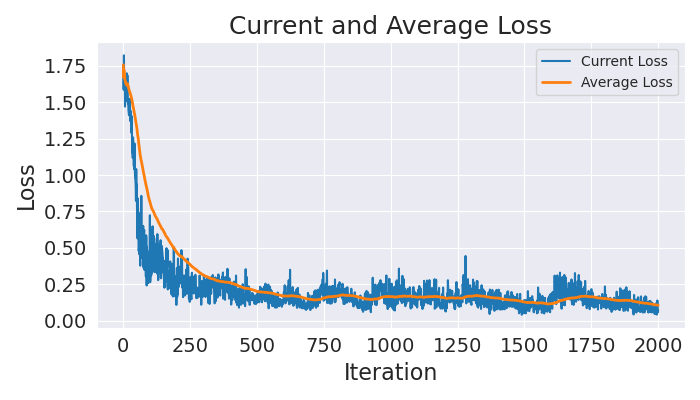 Current and Average Loss
Current Loss
Average Loss
1.75
1.50
1.25
1.00
0.75
0.50
0.25
0.00
Loss
0 250 500 750 1000 1250 1500 1750 2000
Iteration